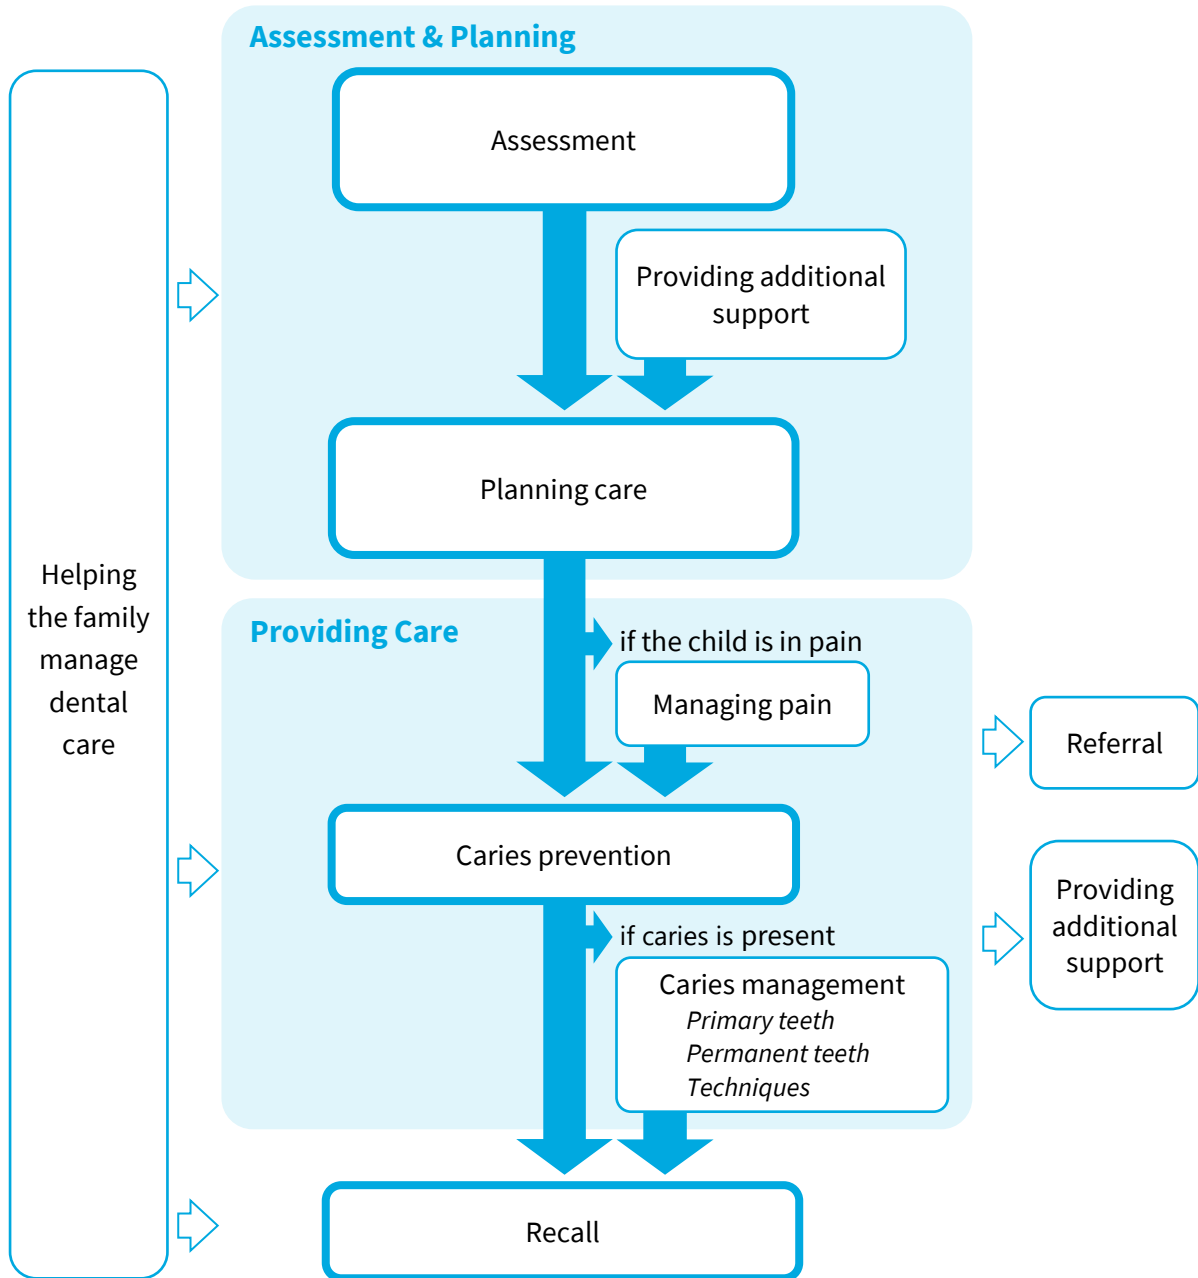 Assessment & Planning
Assessment
Providing additional
support
Planning care
Helping
the family
manage
dental
care
Providing Care
if the child is in pain
Managing pain
Referral
Caries prevention
Providing
additional
support
if caries is present
Caries management
Primary teeth
Permanent teeth
Techniques
Recall